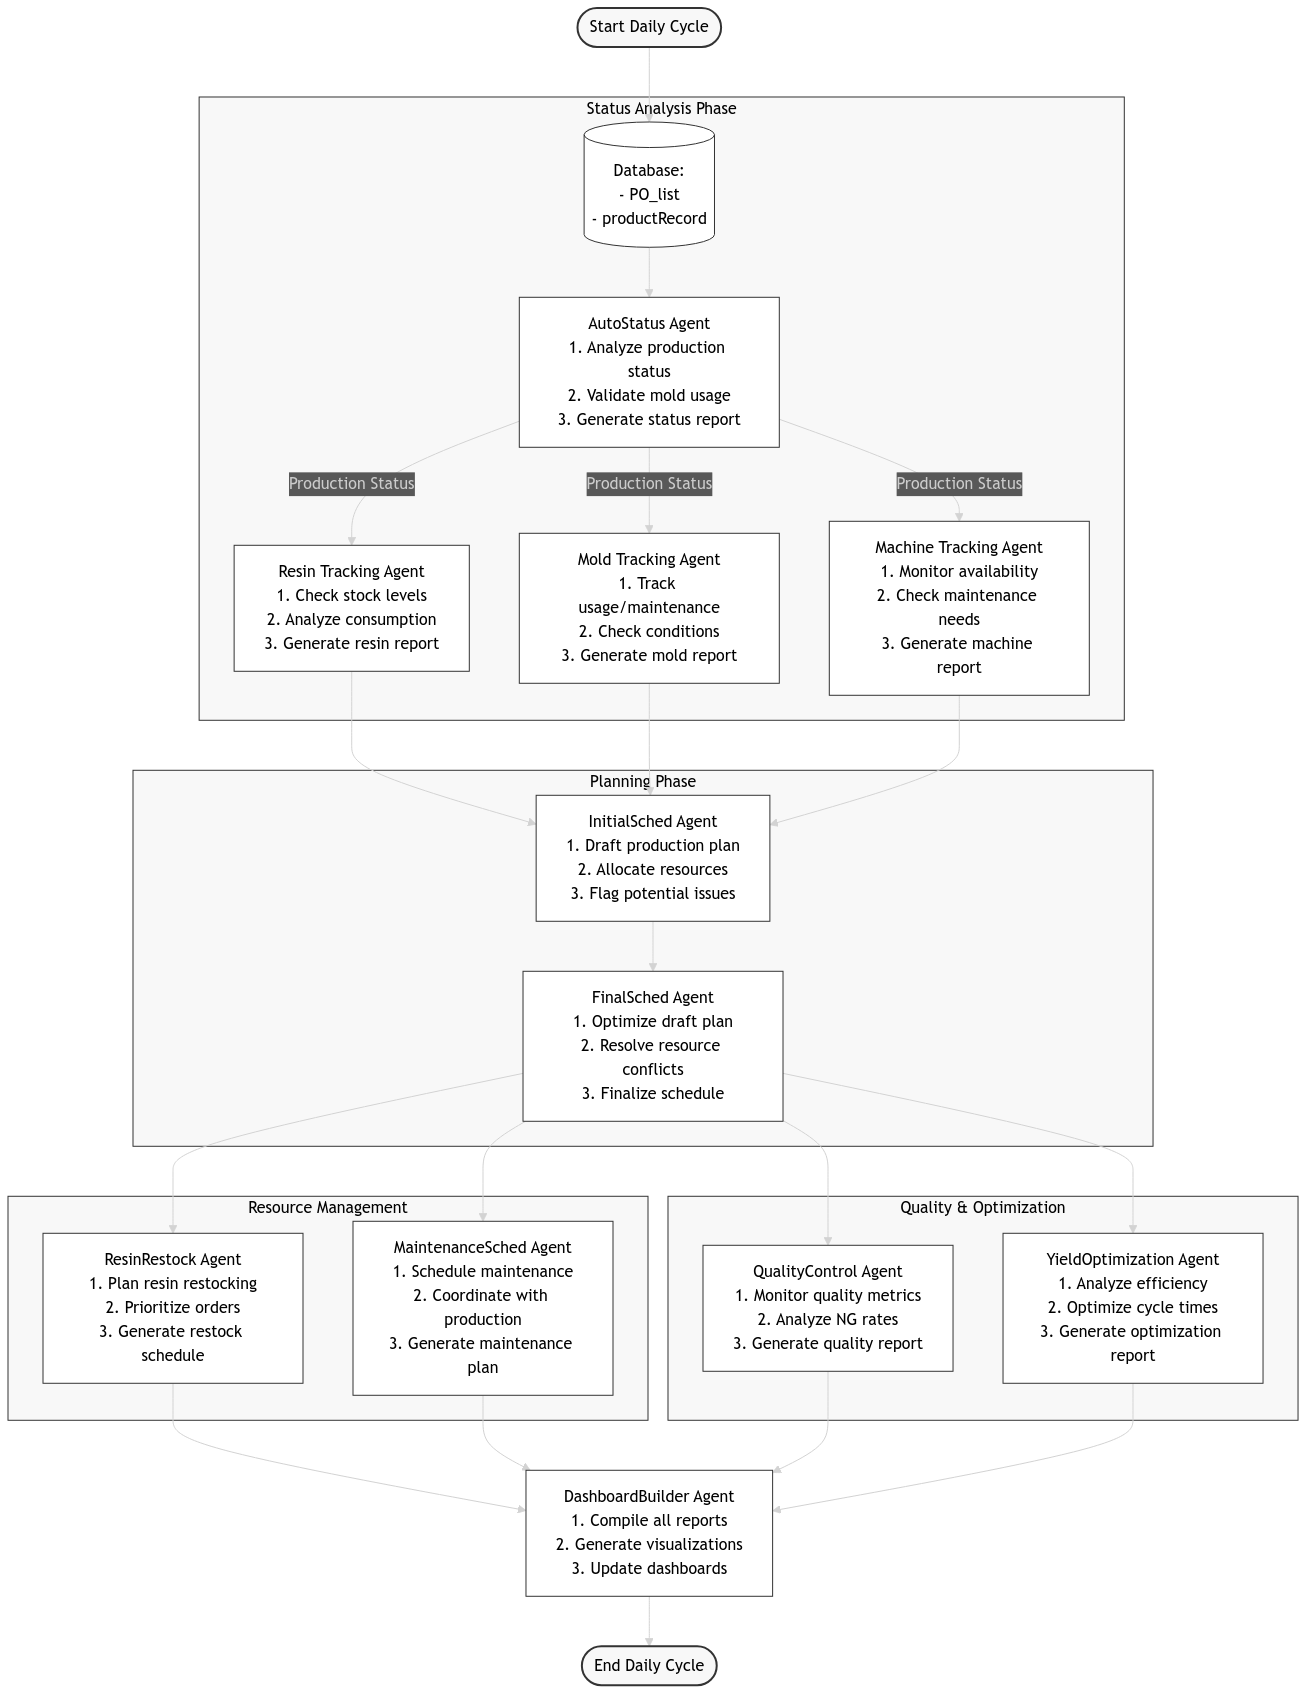 Start Daily Cycle
Status Analysis Phase
Database:
- PO_list
- productRecord
AutoStatus Agent
1. Analyze production
status
2. Validate mold usage
3. Generate status report
Production Status
Production Status
Production Status
Resin Tracking Agent
1. Check stock levels
2. Analyze consumption
3. Generate resin report
Mold Tracking Agent
1. Track
usage/maintenance
2. Check conditions
3. Generate mold report
Machine Tracking Agent
1. Monitor availability
2. Check maintenance
needs
3. Generate machine
report
Planning Phase
InitialSched Agent
1. Draft production plan
2. Allocate resources
3. Flag potential issues
FinalSched Agent
1. Optimize draft plan
2. Resolve resource
conflicts
3. Finalize schedule
Resource Management
ResinRestock Agent
1. Plan resin restocking
2. Prioritize orders
3. Generate restock
schedule
MaintenanceSched Agent
1. Schedule maintenance
2. Coordinate with
production
3. Generate maintenance
plan
Quality & Optimization
QualityControl Agent
1. Monitor quality metrics
2. Analyze NG rates
3. Generate quality report
YieldOptimization Agent
1. Analyze efficiency
2. Optimize cycle times
3. Generate optimization
report
DashboardBuilder Agent
1. Compile all reports
2. Generate visualizations
3. Update dashboards
End Daily Cycle